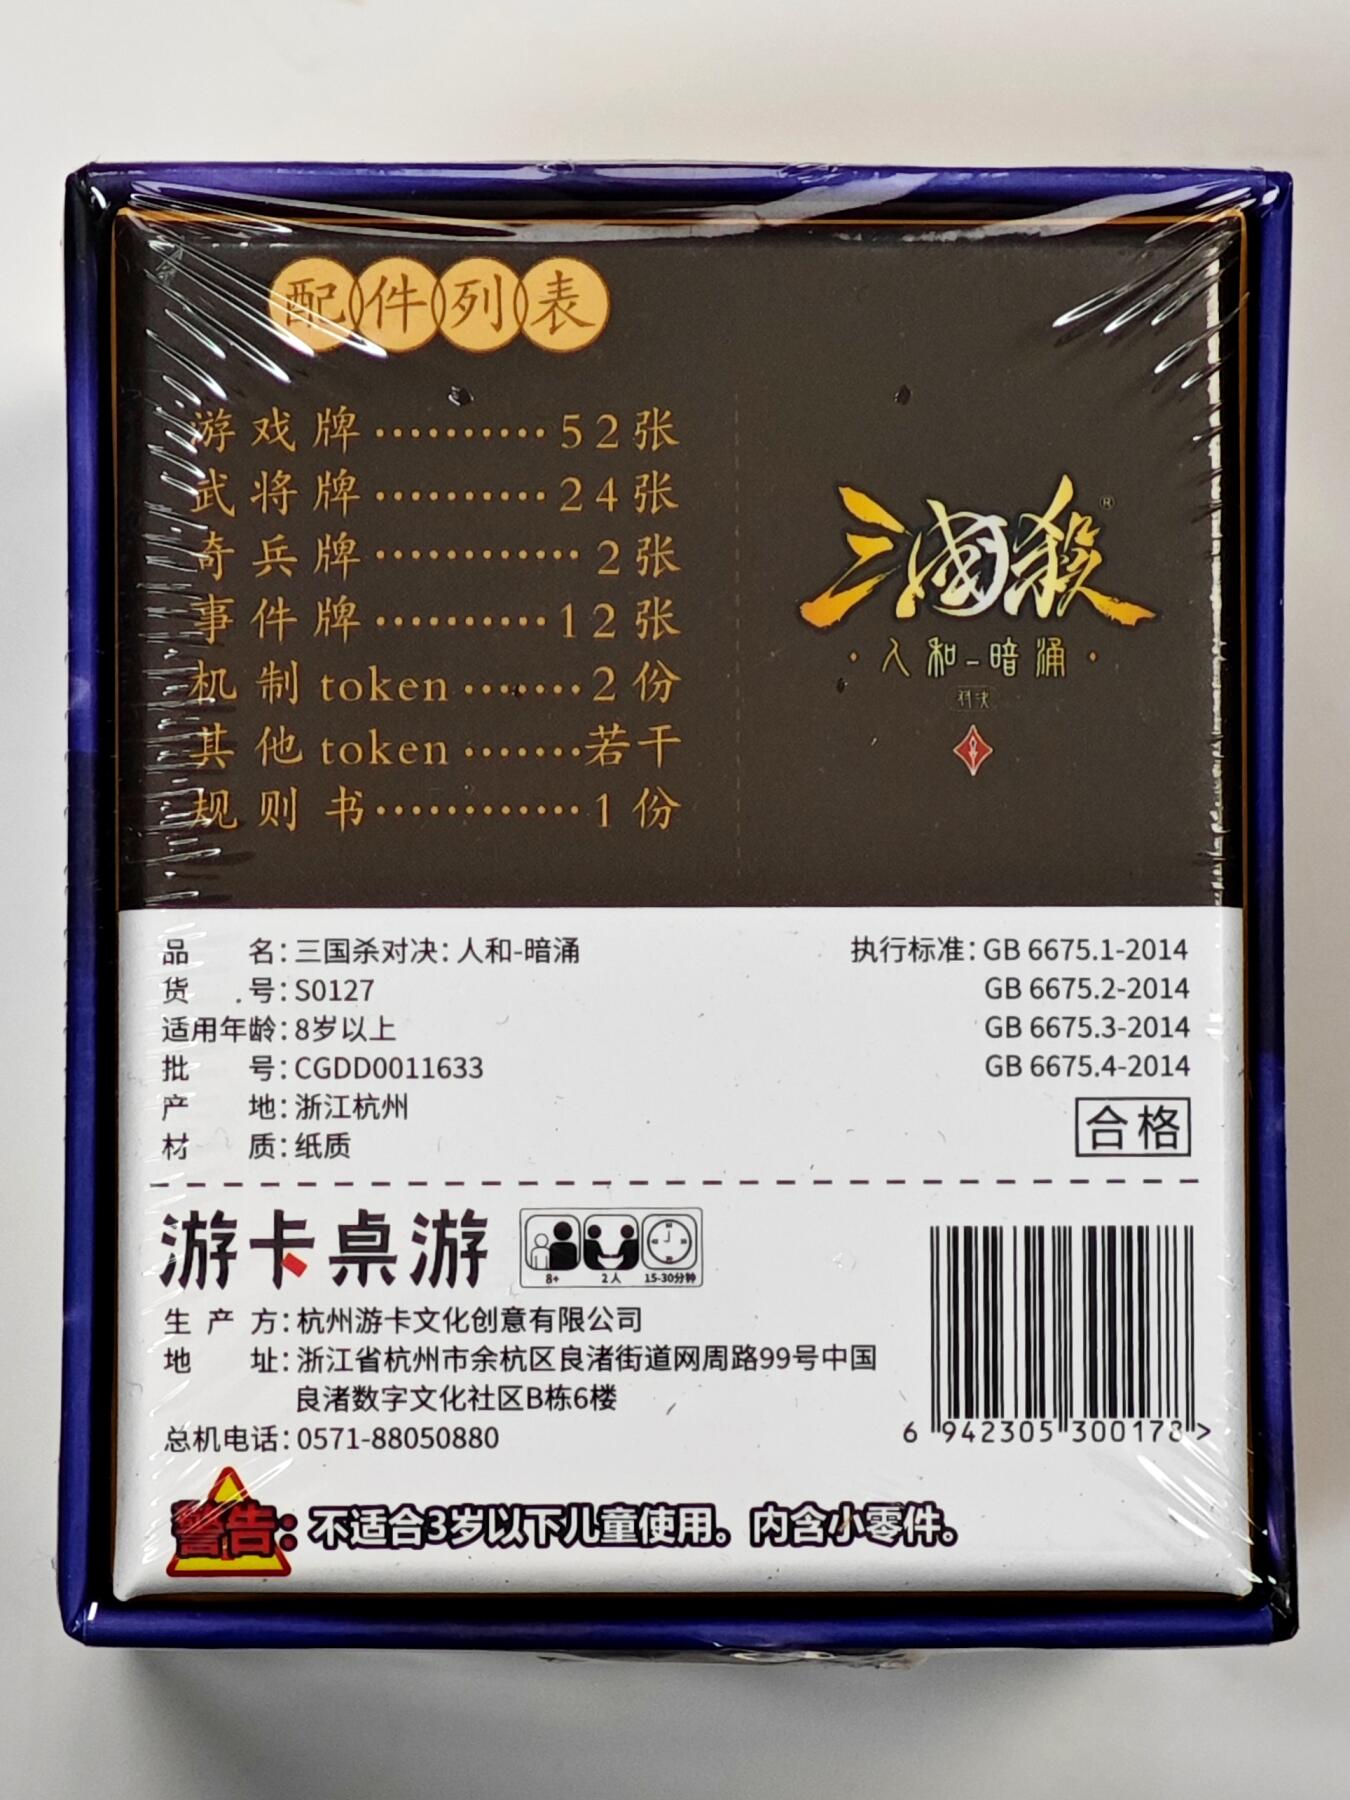 配件列表
游戏牌··········52张
武将牌··········24张
奇兵牌············2张
事件牌··········12张
机制token·······2份
其他token·······若干
规则书············1份
三国殺®
·人和-暗涌·
对决
品 名：三国杀对决：人和-暗涌
货 号：S0127
适用年龄：8岁以上
批 号：CGDD0011633
产 地：浙江杭州
材 质：纸质
执行标准：GB 6675.1-2014
GB 6675.2-2014
GB 6675.3-2014
GB 6675.4-2014
合格
游卡桌游
8+ 2人 15-30分钟
生产方：杭州游卡文化创意有限公司
地 址：浙江省杭州市余杭区良渚街道网周路99号中国
良渚数字文化社区B栋6楼
总机电话：0571-88050880
6 942305 300178 >
警告：不适合3岁以下儿童使用。内含小零件。